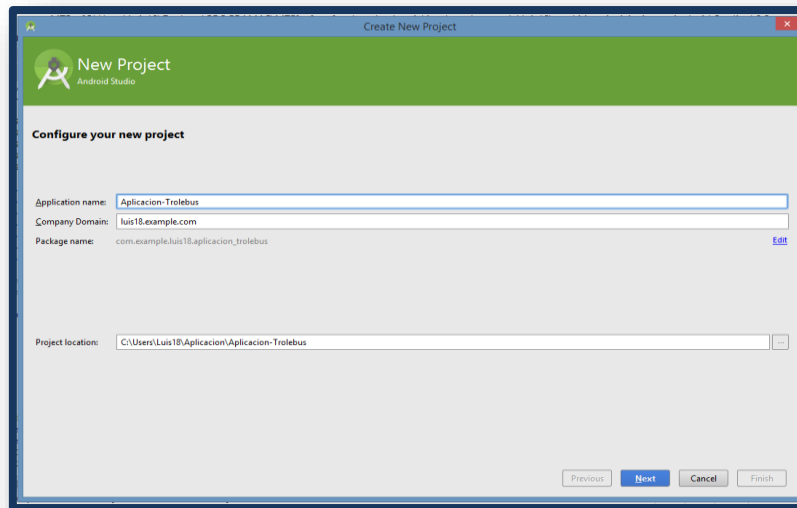 Create New Project
New Project
Android Studio
Configure your new project
Application name: Aplicacion-Trolebus
Company Domain: luis18.example.com
Package name: com.example.luis18.aplicacion_trolebus Edit
Project location: C:\Users\Luis18\Aplicacion\Aplicacion-Trolebus ...
Previous Next Cancel Finish